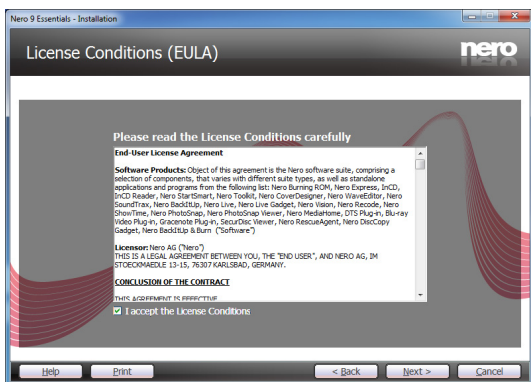 Nero 9 Essentials - Installation
License Conditions (EULA)
nero
Please read the License Conditions carefully
End-User License Agreement
Software Products: Object of this agreement is the Nero software suite, comprising a
selection of components, that varies with different suite types, as well as standalone
applications and programs from the following list: Nero Burning ROM, Nero Express, InCD,
InCD Reader, Nero StartSmart, Nero Toolkit, Nero CoverDesigner, Nero WaveEditor, Nero
SoundTrax, Nero BackItUp, Nero Live, Nero Live Gadget, Nero Vision, Nero Recode, Nero
ShowTime, Nero PhotoSnap, Nero PhotoSnap Viewer, Nero MediaHome, DTS Plug-in, Blu-ray
Video Plug-in, Gracenote Plug-in, SecurDisc Viewer, Nero RescueAgent, Nero DiscCopy
Gadget, Nero BackItUp & Burn ("Software")
Licensor: Nero AG ("Nero")
THIS IS A LEGAL AGREEMENT BETWEEN YOU, THE "END USER", AND NERO AG, IM
STOECKMAEDLE 13-15, 76307 KARLSBAD, GERMANY.
CONCLUSION OF THE CONTRACT
THIS AGREEMENT IS EFFECTIVE
I accept the License Conditions
Help
Print
< Back
Next >
Cancel